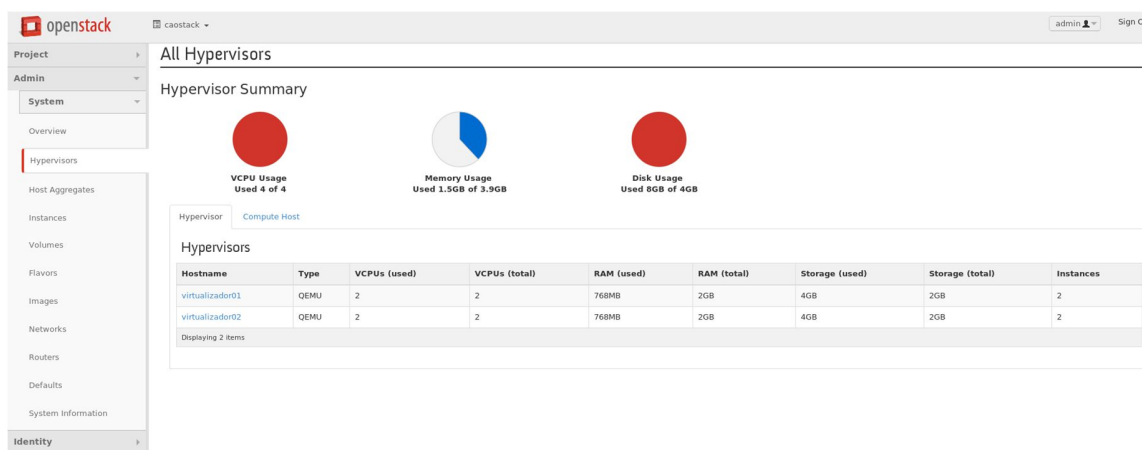 openstack
caostack
admin
Sign
Project
All Hypervisors
Admin
System
Hypervisor Summary
Overview
Hypervisors
VCPU Usage
Used 4 of 4
Memory Usage
Used 1.5GB of 3.9GB
Disk Usage
Used 8GB of 4GB
Host Aggregates
Instances
Volumes
Flavors
Images
Networks
Routers
Defaults
System Information
Identity
Hypervisor Compute Host
Hypervisors
Hostname Type VCPUs (used) VCPUs (total) RAM (used) RAM (total) Storage (used) Storage (total) Instances
virtualizador01 QEMU 2 2 768MB 2GB 4GB 2GB 2
virtualizador02 QEMU 2 2 768MB 2GB 4GB 2GB 2
Displaying 2 items